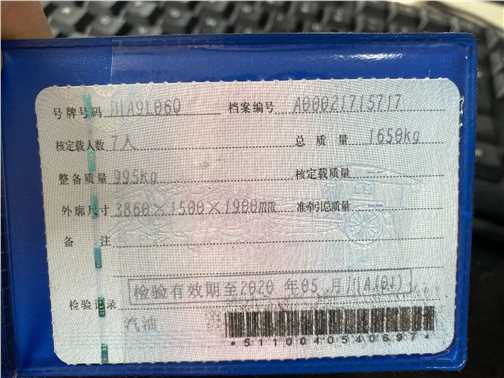 号牌号码 川A9L06Q 档案编号 A00021715717
核定载人数 7人 总质量 1650kg
整备质量 995kg 核定载质量
外廓尺寸 3860×1500×1900mm 准牵引总质量
备注
检验记录 检验有效期至2020年05月川A(01)
汽油
*5110040540697*